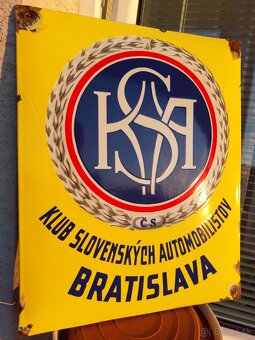 KSA
ČS
KLUB SLOVENSKÝCH AUTOMOBILISTOV
BRATISLAVA